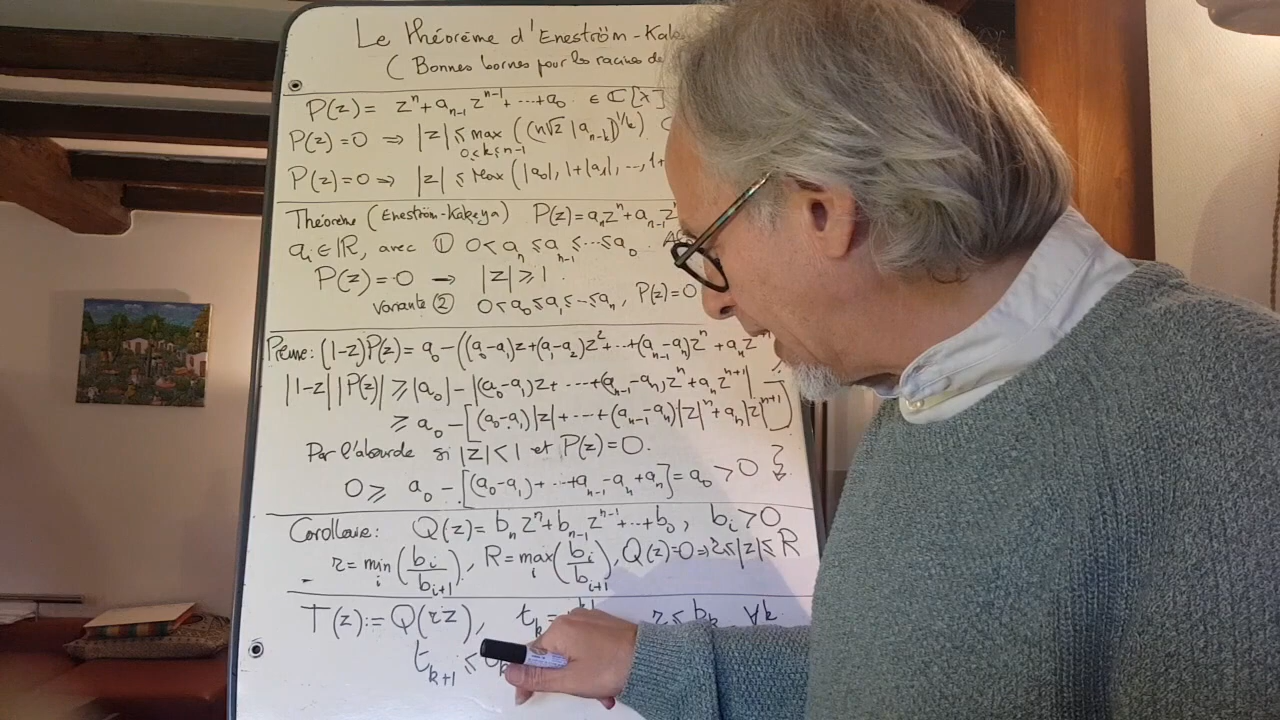 Le théorème d'Eneström-Kak
( Bonnes bornes pour les racines de
P(z) = z^n + a_{n-1} z^{n-1} + ... + a_0 ∈ ℂ[X]
P(z) = 0 ⇒ |z| ≤ max_{0≤k≤n-1} ((n√2 |a_{n-k}|)^{1/k})
P(z) = 0 ⇒ |z| ≤ Max (|a_0|, 1+|a_1|, ..., 1+
Théorème (Eneström-Kakeya) P(z) = a_n z^n + a_{n-1} z
a_i ∈ ℝ, avec ① 0 < a_n ≤ a_{n-1} ≤ ... ≤ a_0.
P(z) = 0 → |z| ≥ 1.
Variante ② 0 < a_0 ≤ a_1 ≤ ... ≤ a_n, P(z) = 0
Preuve: (1-z)P(z) = a_0 - ((a_0-a_1)z + (a_1-a_2)z^2 + ... + (a_{n-1}-a_n)z^n + a_n z^{n+1})
|1-z| |P(z)| ≥ |a_0| - |(a_0-a_1)z + ... + (a_{n-1}-a_n)z^n + a_n z^{n+1}|
≥ a_0 - [(a_0-a_1)|z| + ... + (a_{n-1}-a_n)|z|^n + a_n|z|^{n+1}]
Par l'absurde si |z| < 1 et P(z) = 0.
0 ≥ a_0 - [(a_0-a_1) + ... + a_{n-1} - a_n + a_n] = a_0 > 0
Corollaire: Q(z) = b_n z^n + b_{n-1} z^{n-1} + ... + b_0, b_i > 0
r = min_i (b_i/b_{i+1}), R = max_i (b_i/b_{i+1}), Q(z) = 0 ⇒ r ≤ |z| ≤ R
T(z) := Q(rz), t_k = r ≤ b_k ∀k
t_{k+1} ≤